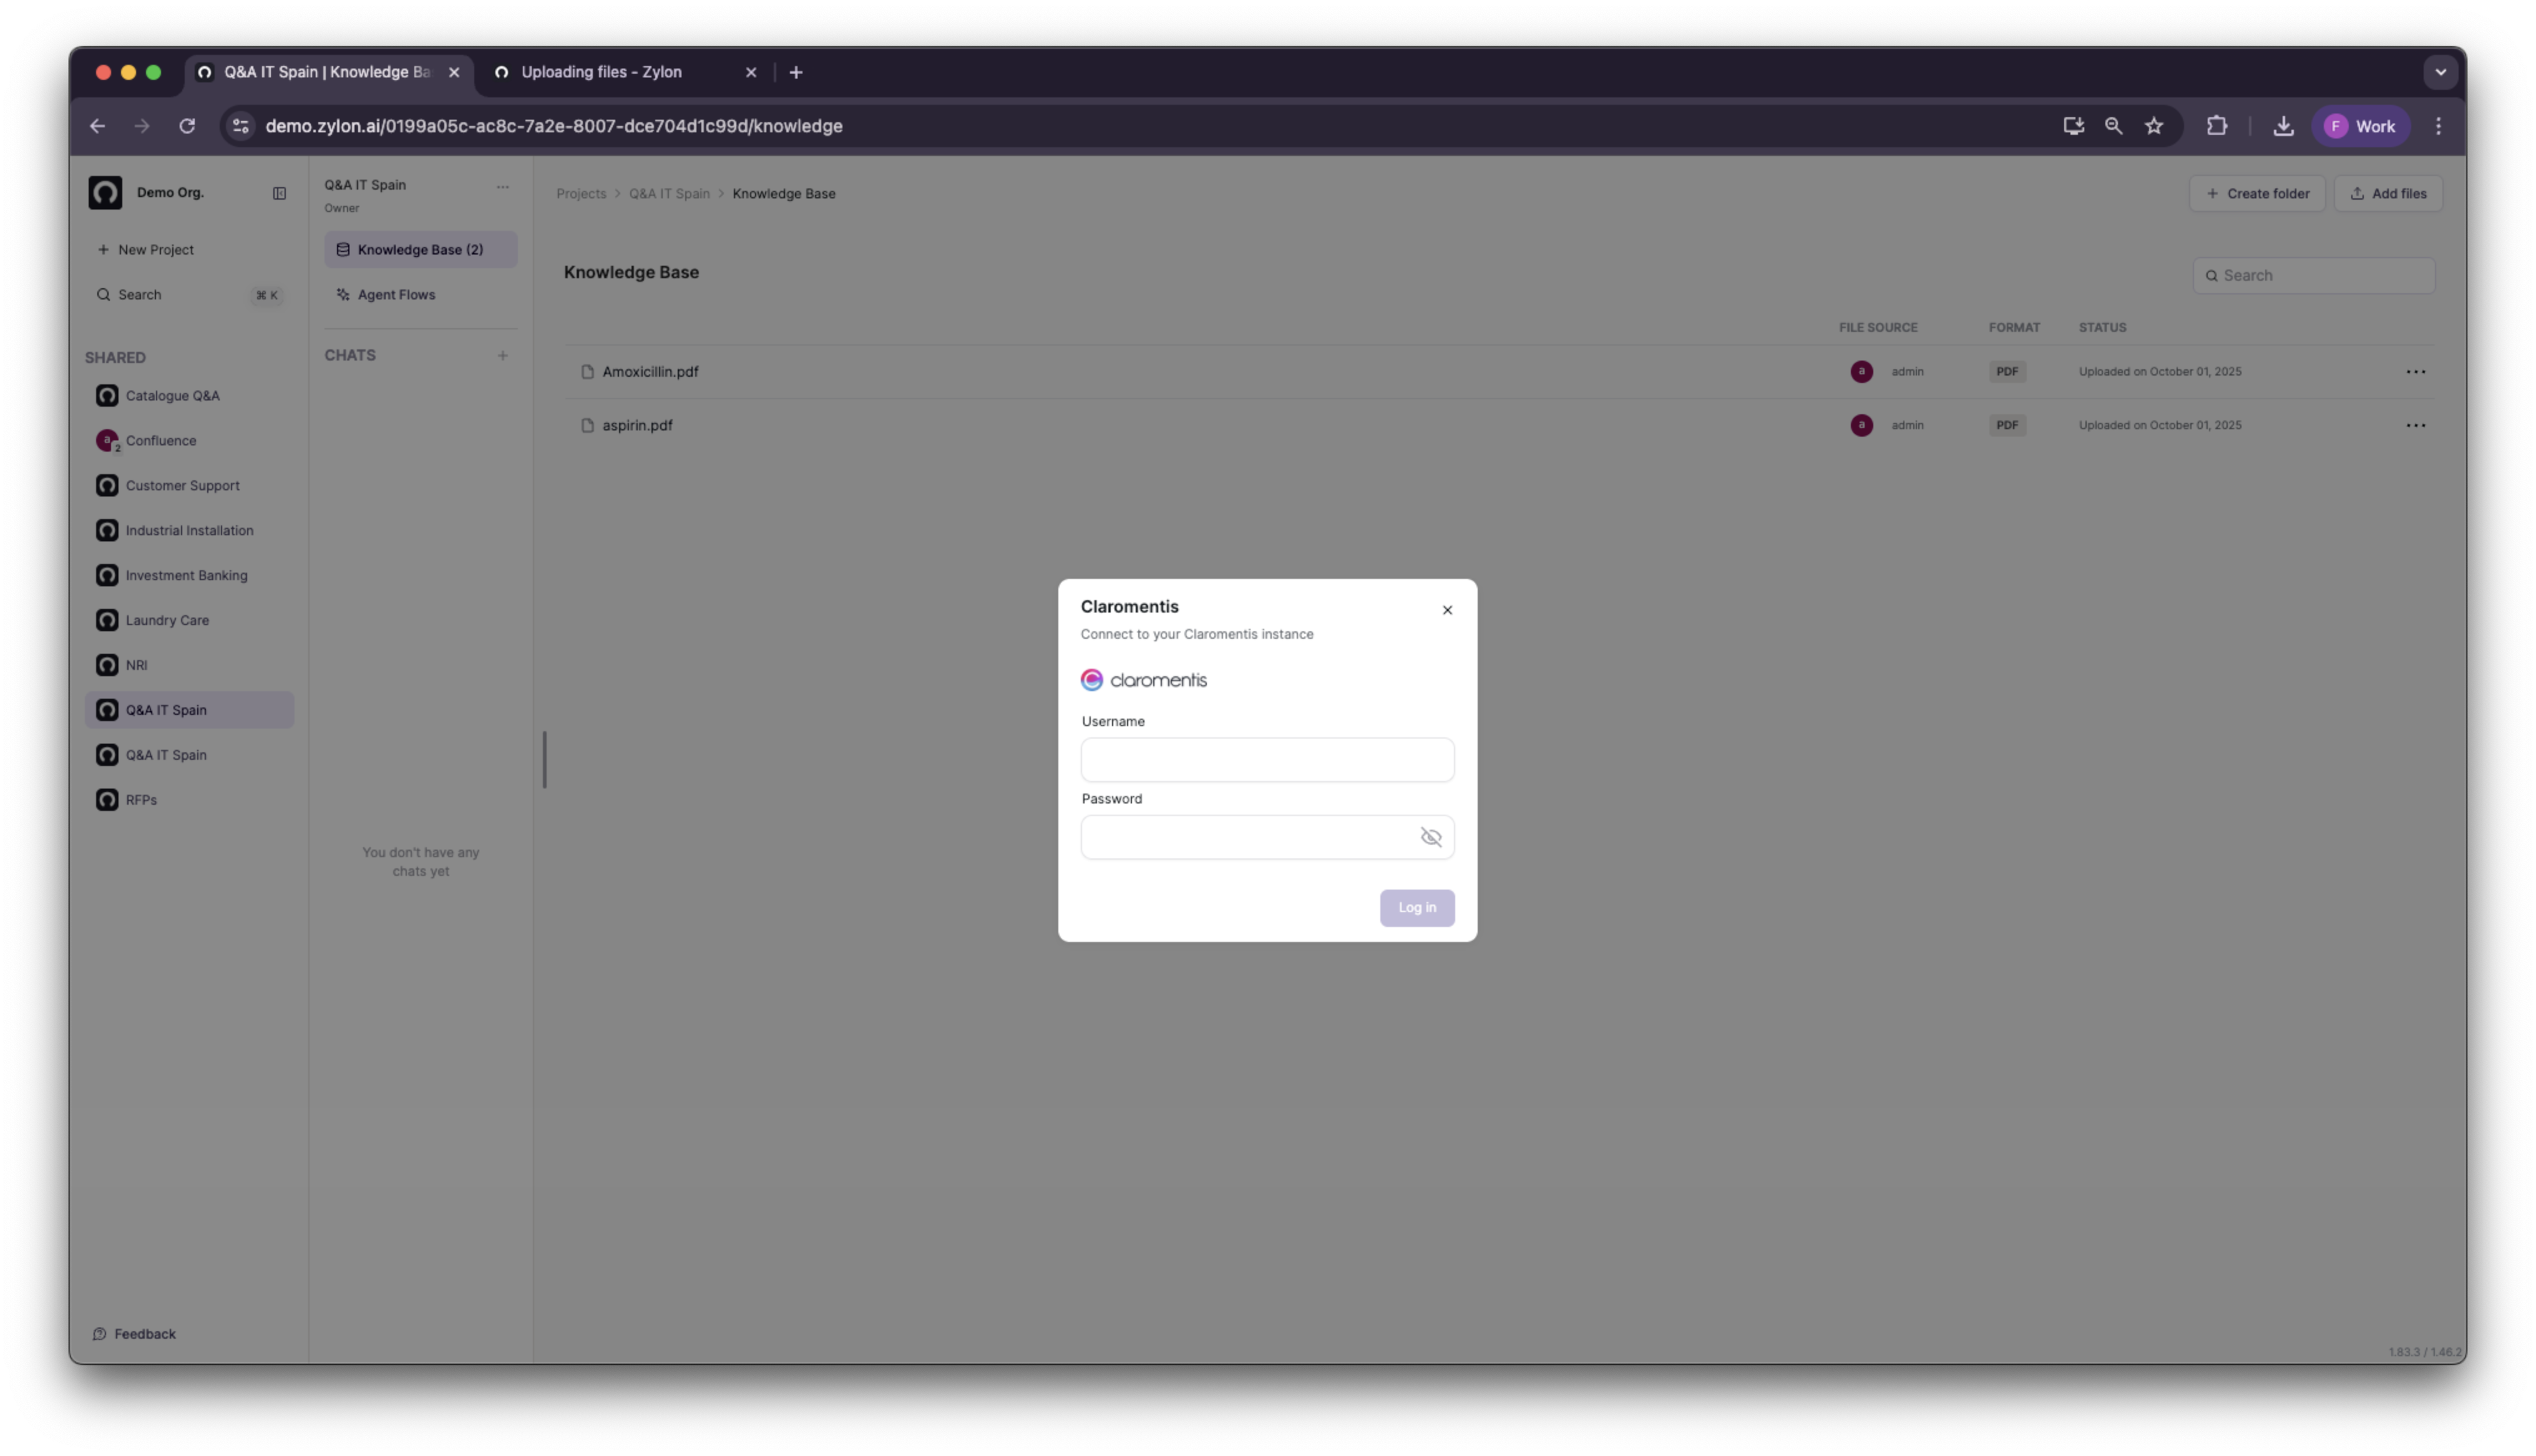 Q&A IT Spain | Knowledge Ba
Uploading files - Zylon
demo.zylon.ai/0199a05c-ac8c-7a2e-8007-dce704d1c99d/knowledge
F Work
Demo Org.
New Project
Search ⌘ K
SHARED
Catalogue Q&A
a 2 Confluence
Customer Support
Industrial Installation
Investment Banking
Laundry Care
NRI
Q&A IT Spain
Q&A IT Spain
RFPs
Feedback
Q&A IT Spain
Owner
Knowledge Base (2)
Agent Flows
CHATS
You don't have any
chats yet
Projects > Q&A IT Spain > Knowledge Base
Create folder
Add files
Knowledge Base
Search
FILE SOURCE FORMAT STATUS
Amoxicillin.pdf a admin PDF Uploaded on October 01, 2025
aspirin.pdf a admin PDF Uploaded on October 01, 2025
Claromentis
Connect to your Claromentis instance
claromentis
Username
Password
Log in
1.83.3 / 1.46.2